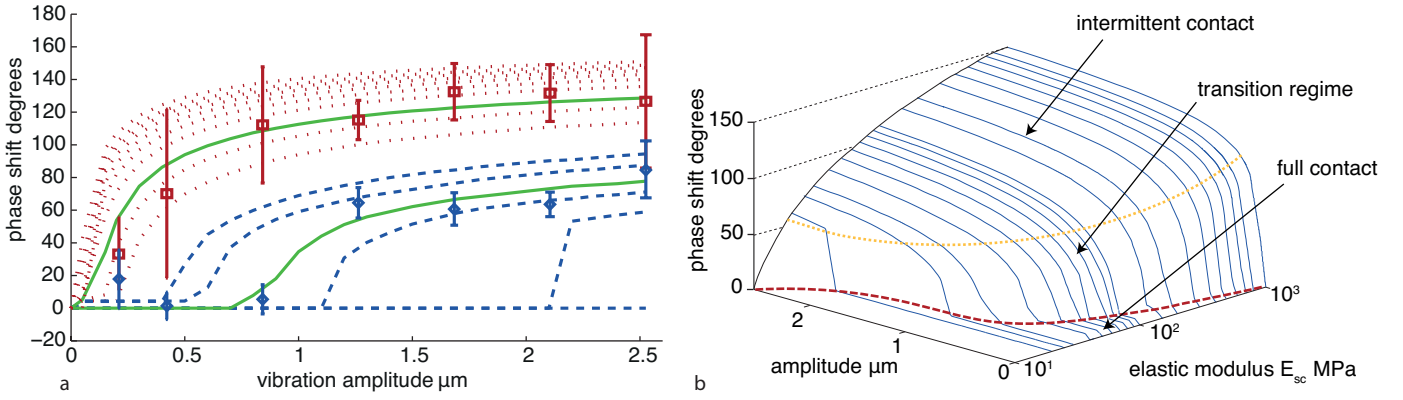 180
160
140
120
100
80
60
40
20
0
−20
phase shift degrees
0
0.5
1
1.5
2
2.5
vibration amplitude µm
a
intermittent contact
transition regime
full contact
150
100
50
0
phase shift degrees
2
1
0
amplitude µm
10¹
10²
10³
elastic modulus Esc MPa
b